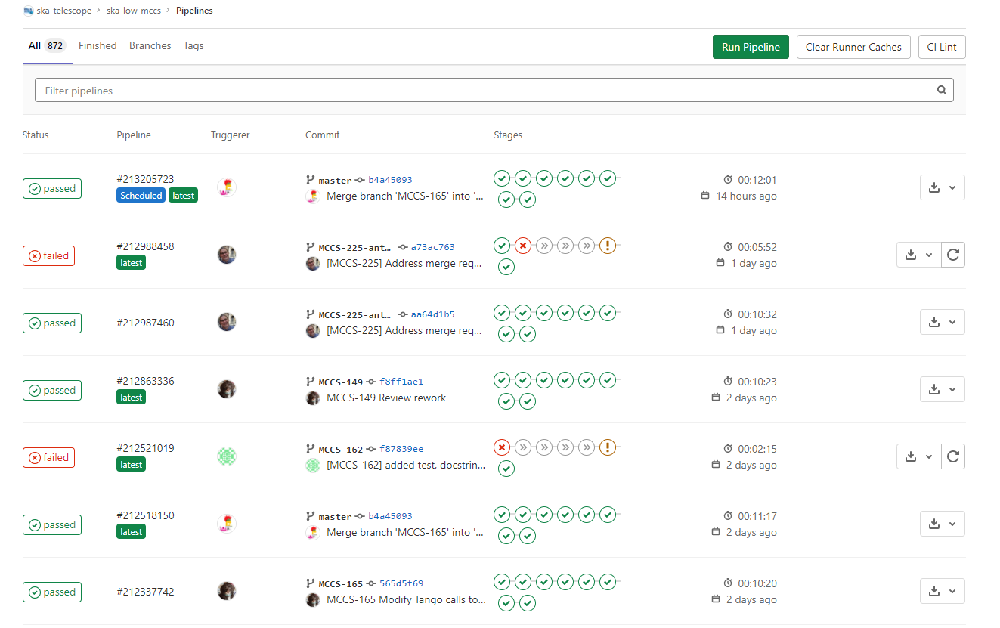 ska-telescope > ska-low-mccs > Pipelines
All 872 Finished Branches Tags Run Pipeline Clear Runner Caches CI Lint
Filter pipelines
Status Pipeline Triggerer Commit Stages
passed #213205723 Scheduled latest master b4a45093 00:12:01
Merge branch 'MCCS-165' into '... 14 hours ago
failed #212988458 latest MCCS-225-ant... a73ac763 00:05:52
[MCCS-225] Address merge req... 1 day ago
passed #212987460 MCCS-225-ant... aa64d1b5 00:10:32
[MCCS-225] Address merge req... 1 day ago
passed #212863336 latest MCCS-149 f8ff1ae1 00:10:23
MCCS-149 Review rework 2 days ago
failed #212521019 latest MCCS-162 f87839ee 00:02:15
[MCCS-162] added test, docstrin... 2 days ago
passed #212518150 latest master b4a45093 00:11:17
Merge branch 'MCCS-165' into '... 2 days ago
passed #212337742 MCCS-165 565d5f69 00:10:20
MCCS-165 Modify Tango calls to... 2 days ago